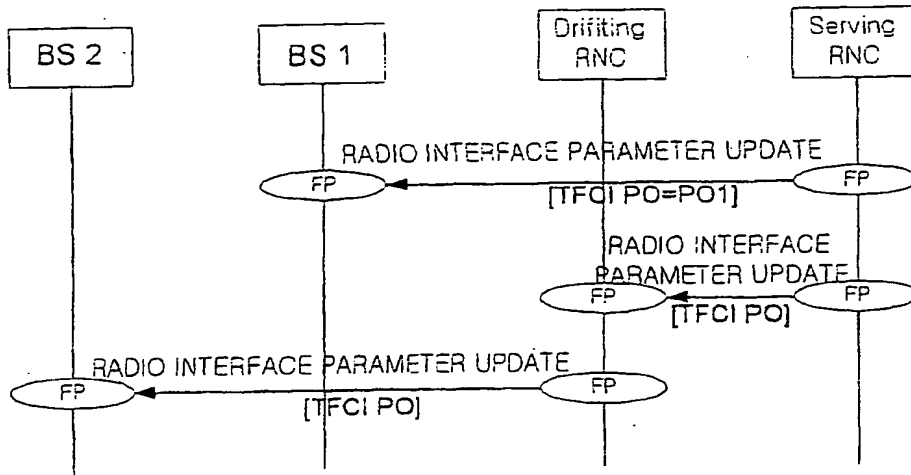 BS 2
BS 1
Drifiting
RNC
Serving
RNC
RADIO INTERFACE PARAMETER UPDATE
FP
FP
[TFCI PO=PO1]
RADIO INTERFACE
PARAMETER UPDATE
FP
FP
[TFCI PO]
RADIO INTERFACE PARAMETER UPDATE
FP
FP
[TFCI PO]